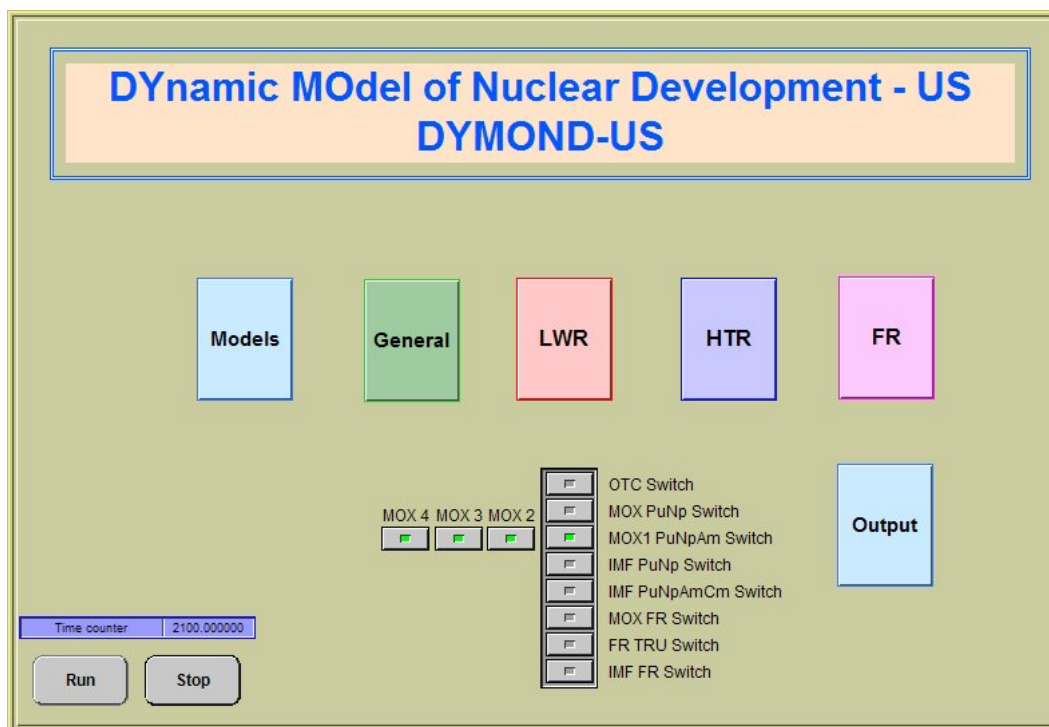 DYnamic MOdel of Nuclear Development - US
DYMOND-US
Models
General
LWR
HTR
FR
OTC Switch
MOX 4 MOX 3 MOX 2
MOX PuNp Switch
MOX1 PuNpAm Switch
IMF PuNp Switch
IMF PuNpAmCm Switch
MOX FR Switch
FR TRU Switch
IMF FR Switch
Output
Time counter 2100.000000
Run
Stop